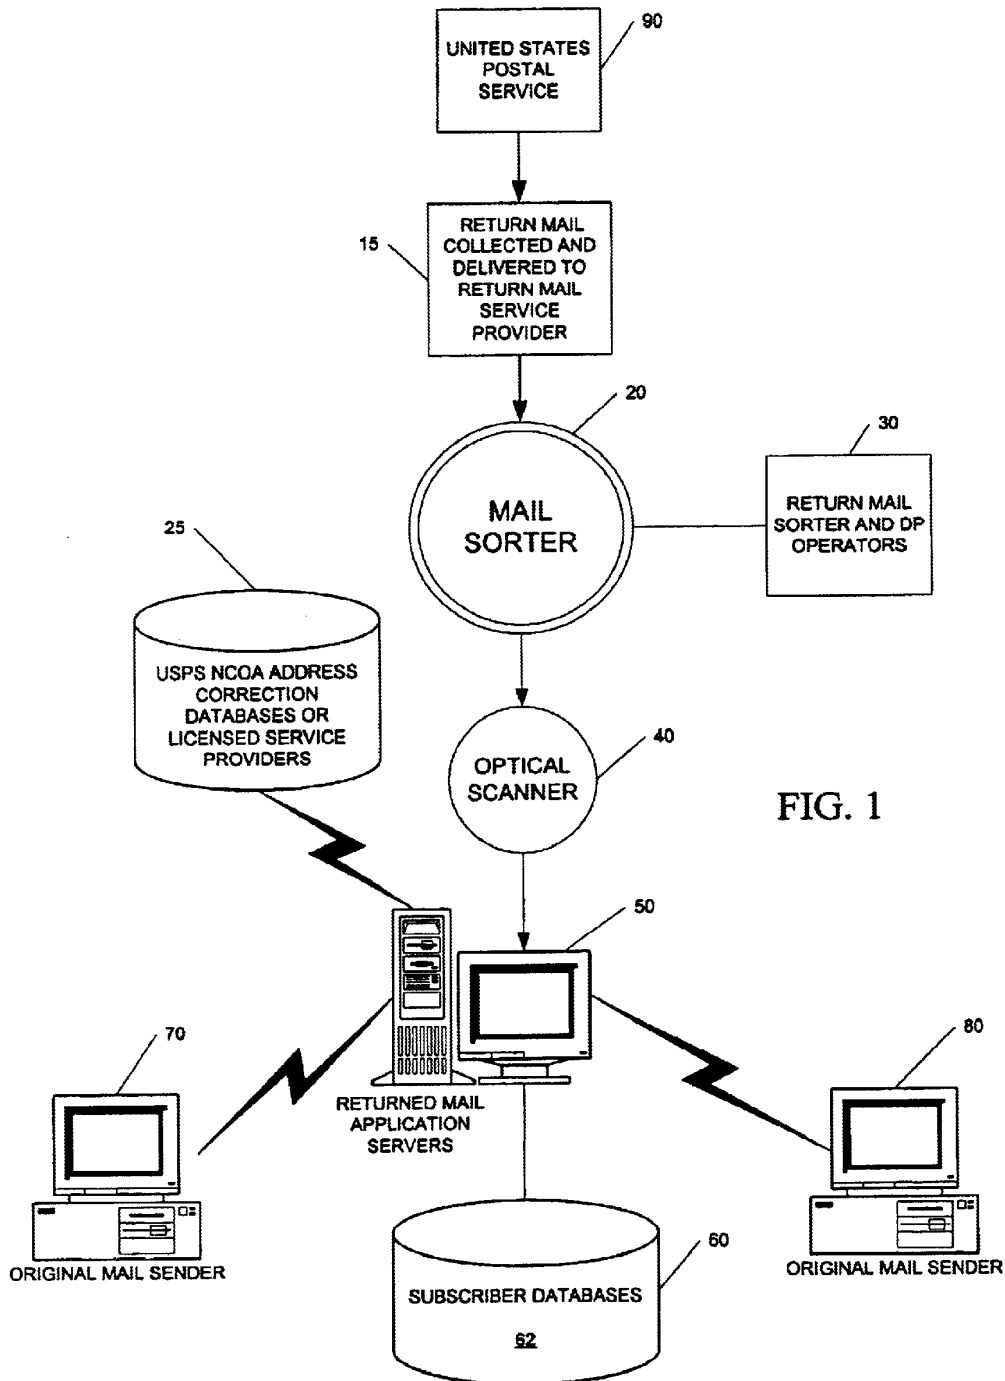 90
UNITED STATES
POSTAL
SERVICE
15
RETURN MAIL
COLLECTED AND
DELIVERED TO
RETURN MAIL
SERVICE
PROVIDER
20
30
MAIL
SORTER
RETURN MAIL
SORTER AND DP
OPERATORS
25
USPS NCOA ADDRESS
CORRECTION
DATABASES OR
LICENSED SERVICE
PROVIDERS
40
OPTICAL
SCANNER
FIG. 1
50
70
80
RETURNED MAIL
APPLICATION
SERVERS
ORIGINAL MAIL SENDER
60
ORIGINAL MAIL SENDER
SUBSCRIBER DATABASES
62